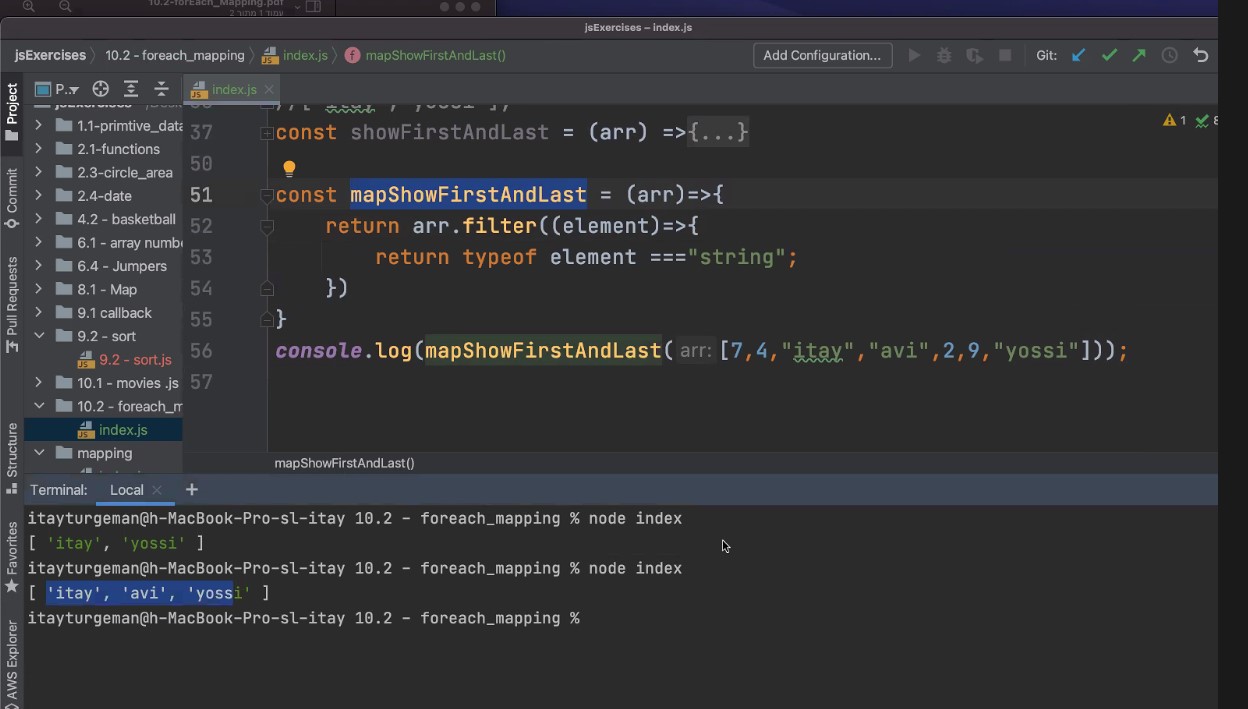 10.2-forEach_Mapping.pdf
עמוד 1 מתוך 2
jsExercises – index.js
jsExercises 10.2 - foreach_mapping index.js f mapShowFirstAndLast()
Add Configuration... Git:
Project
Commit
Pull Requests
Structure
Favorites
AWS Explorer
P..
index.js
jsExercises
1.1-primtive_data
2.1-functions
2.3-circle_area
2.4-date
4.2 - basketball
6.1 - array numbe
6.4 - Jumpers
8.1 - Map
9.1 callback
9.2 - sort
9.2 - sort.js
10.1 - movies .js
10.2 - foreach_m
index.js
mapping
1 8
37 const showFirstAndLast = (arr) =>{...}
50
51 const mapShowFirstAndLast = (arr)=>{
52 return arr.filter((element)=>{
53 return typeof element ==="string";
54 })
55 }
56 console.log(mapShowFirstAndLast( arr: [7,4,"itay","avi",2,9,"yossi"]));
57
mapShowFirstAndLast()
Terminal: Local
itayturgeman@h-MacBook-Pro-sl-itay 10.2 - foreach_mapping % node index
[ 'itay', 'yossi' ]
itayturgeman@h-MacBook-Pro-sl-itay 10.2 - foreach_mapping % node index
[ 'itay', 'avi', 'yossi' ]
itayturgeman@h-MacBook-Pro-sl-itay 10.2 - foreach_mapping %